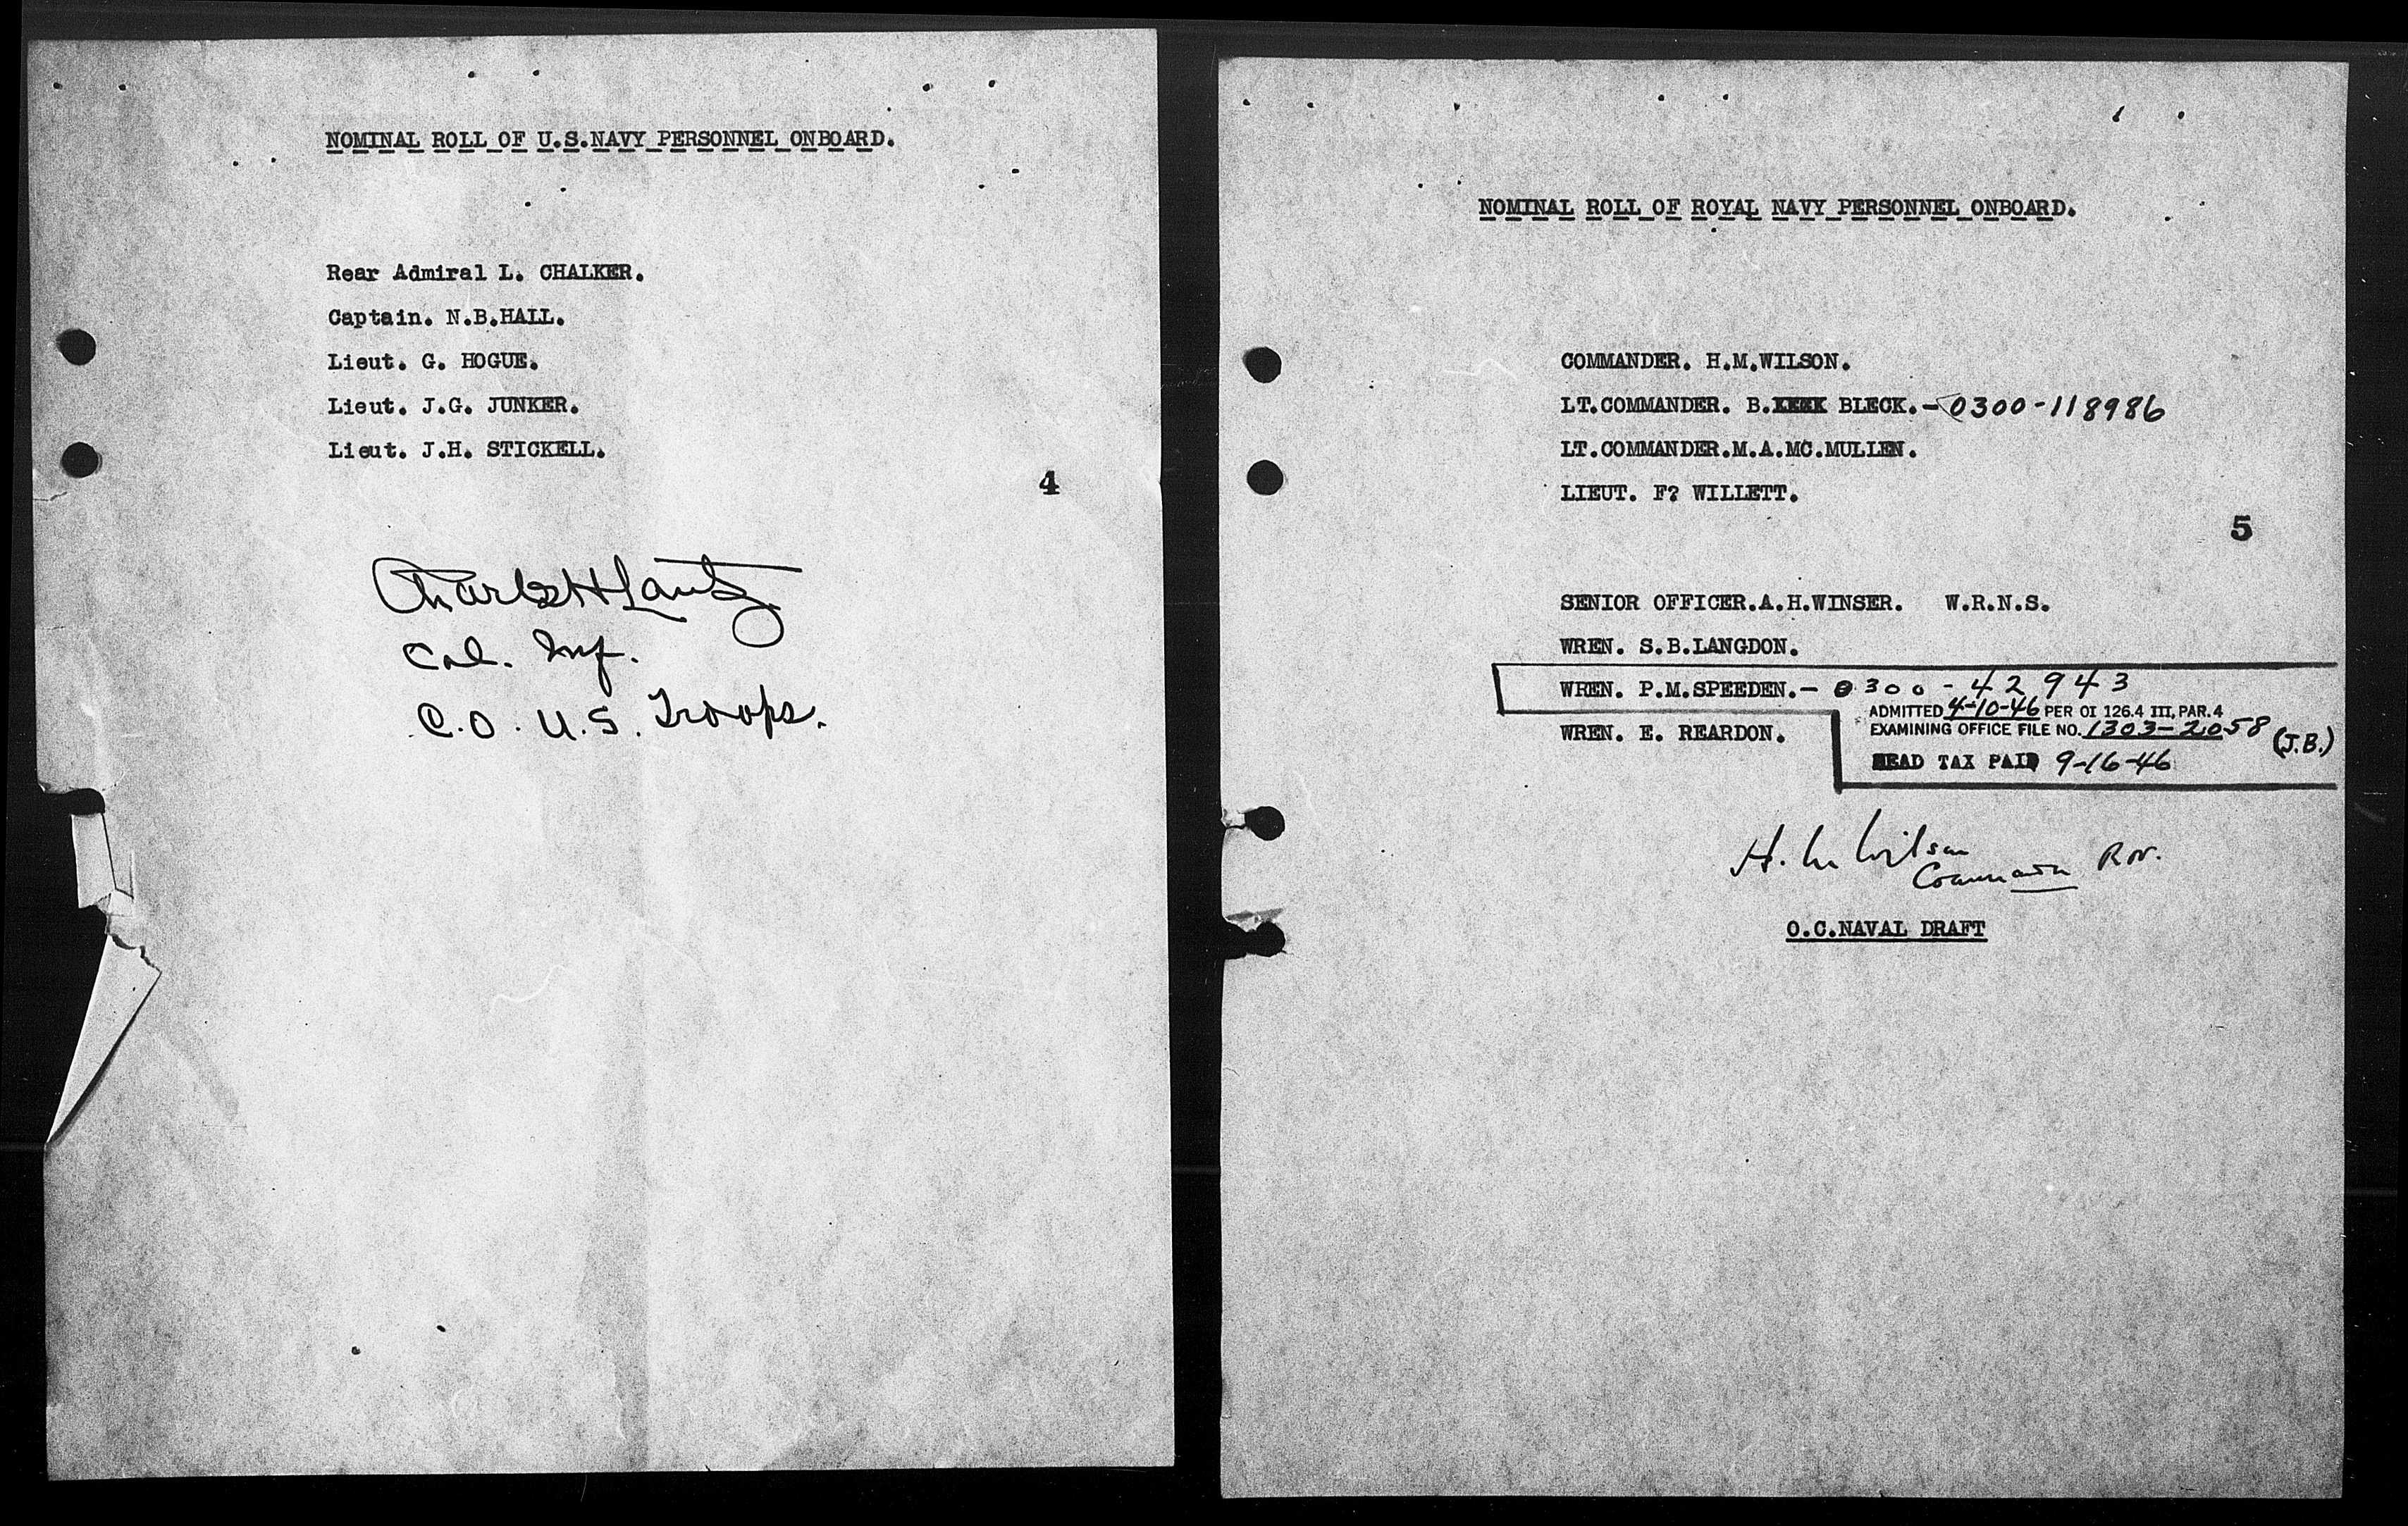 NOMINAL ROLL OF U.S.NAVY PERSONNEL ONBOARD.
Rear Admiral L. CHALKER.
Captain. N.B.HALL.
Lieut. G. HOGUE.
Lieut. J.G. JUNKER.
Lieut. J.H. STICKELL.
4
Charles H Lantz
Col. Inf.
C.O. U.S. Troops.
NOMINAL ROLL OF ROYAL NAVY PERSONNEL ONBOARD.
COMMANDER. H.M.WILSON.
LT.COMMANDER. B. BLECK.-0300-118986
LT.COMMANDER.M.A.MC.MULLEN.
LIEUT. F? WILLETT.
5
SENIOR OFFICER.A.H.WINSER. W.R.N.S.
WREN. S.B.LANGDON.
WREN. P.M.SPEEDEN.- 0300-42943
ADMITTED 4-10-46 PER OI 126.4 III, PAR. 4
EXAMINING OFFICE FILE NO. 1303-2058 (J.B.)
WREN. E. REARDON.
HEAD TAX PAID 9-16-46
H. M Wilson
Commander RN.
O.C.NAVAL DRAFT